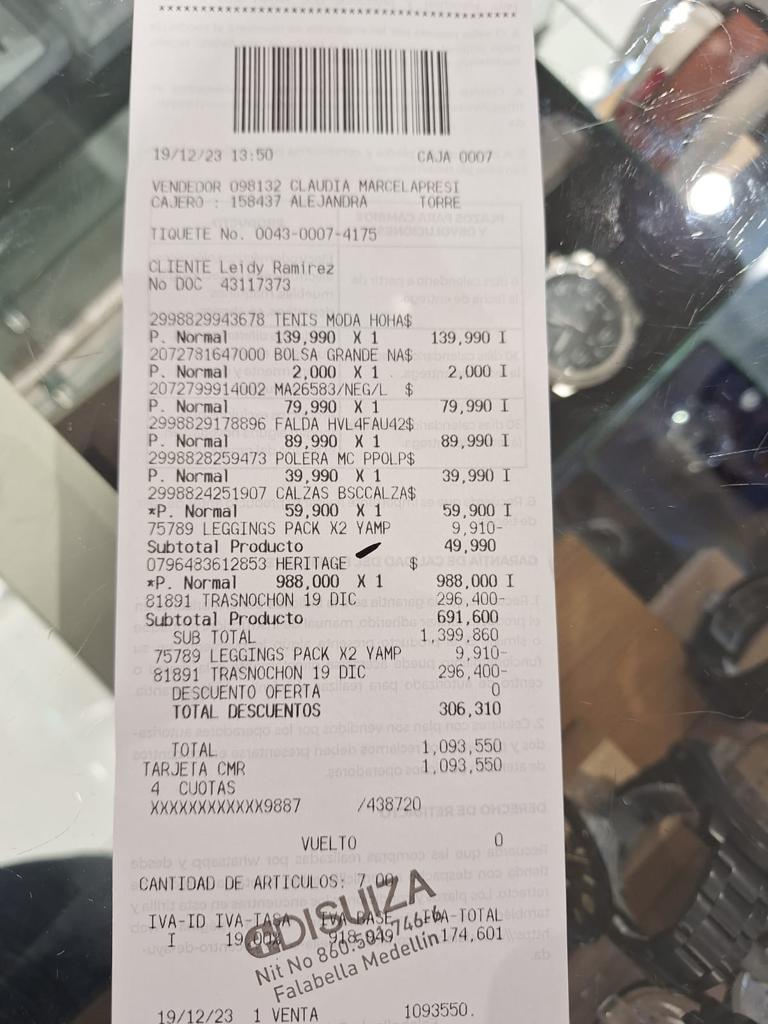 19/12/23 13:50 CAJA 0007
VENDEDOR 098132 CLAUDIA MARCELAPRESI
CAJERO : 158437 ALEJANDRA TORRE
TIQUETE No. 0043-0007-4175
CLIENTE Leidy Ramirez
No DOC 43117373
2998829943678 TENIS MODA HOHA$
P. Normal 139,990 X 1 139,990 I
2072781647000 BOLSA GRANDE NA$
P. Normal 2,000 X 1 2,000 I
2072799914002 MA26583/NEG/L $
P. Normal 79,990 X 1 79,990 I
2998829178896 FALDA HVL4FAU42$
P. Normal 89,990 X 1 89,990 I
2998828259473 POLERA MC PPOLP$
P. Normal 39,990 X 1 39,990 I
2998824251907 CALZAS BSCCALZA$
*P. Normal 59,900 X 1 59,900 I
75789 LEGGINGS PACK X2 YAMP 9,910-
Subtotal Producto 49,990
0796483612853 HERITAGE $
*P. Normal 988,000 X 1 988,000 I
81891 TRASNOCHON 19 DIC 296,400-
Subtotal Producto 691,600
SUB TOTAL 1,399,860
75789 LEGGINGS PACK X2 YAMP 9,910-
81891 TRASNOCHON 19 DIC 296,400-
DESCUENTO OFERTA 0
TOTAL DESCUENTOS 306,310
TOTAL 1,093,550
TARJETA CMR 1,093,550
4 CUOTAS
XXXXXXXXXXXX9887 /438720
VUELTO 0
CANTIDAD DE ARTICULOS: 7.00
IVA-ID IVA-TASA IVA-BASE IVA-TOTAL
I 19.00% 918,949 174,601
DISUIZA
Nit No 860.
Falabella Medellin
19/12/23 1 VENTA 1093550.